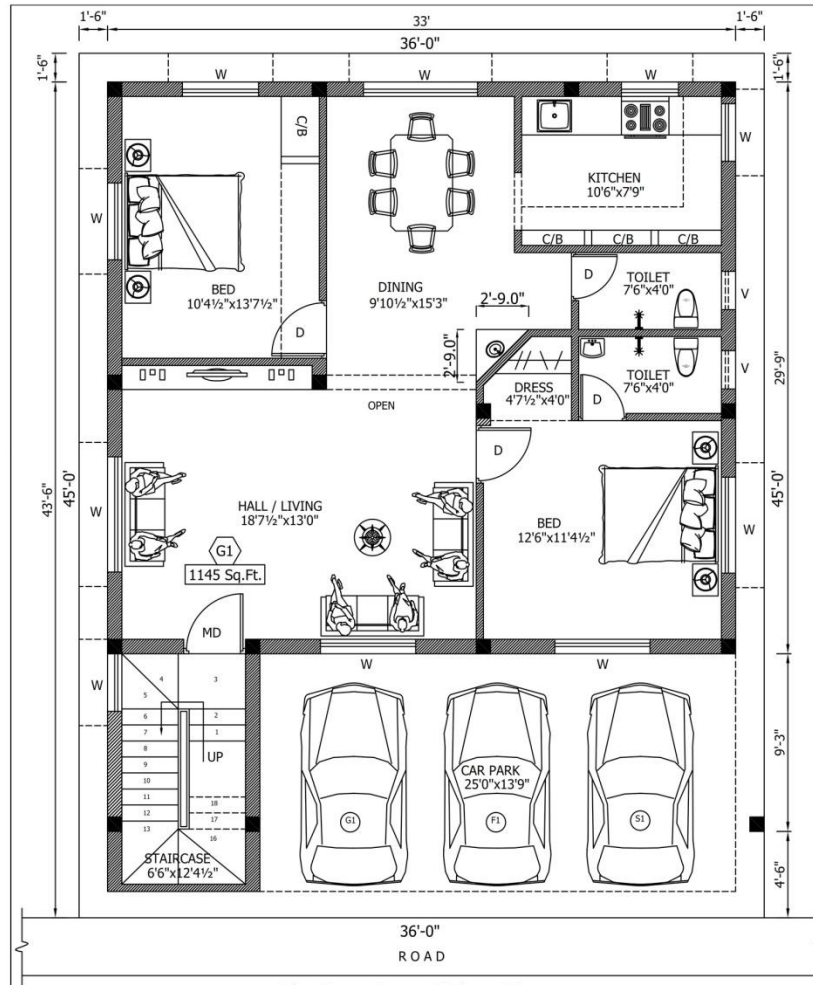 1'-6"
33'
1'-6"
36'-0"
1'-6"
1'-6"
W
W
W
C/B
W
KITCHEN
10'6"x7'9"
W
C/B
C/B
C/B
BED
10'4½"x13'7½"
DINING
9'10½"x15'3"
2'-9.0"
D
TOILET
7'6"x4'0"
V
D
2'-9.0"
DRESS
4'7½"x4'0"
TOILET
7'6"x4'0"
V
D
29'-9"
OPEN
D
43'-6"
45'-0'
W
HALL / LIVING
18'7½"x13'0"
BED
12'6"x11'4½"
W
45'-0'
G1
1145 Sq.Ft.
MD
W
W
W
4
3
5
6
2
7
1
8
UP
9
10
11
18
12
17
13
16
STAIRCASE
6'6"x12'4½"
CAR PARK
25'0"x13'9"
G1
F1
S1
9'-3"
4'-6"
36'-0"
ROAD